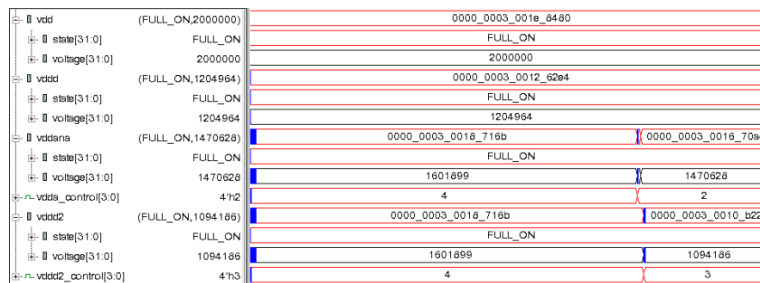 vdd (FULL_ON,2000000) 0000_0003_001e_8480
state[31:0] FULL_ON FULL_ON
voltage[31:0] 2000000 2000000
vddd (FULL_ON,1204964) 0000_0003_0012_62e4
state[31:0] FULL_ON FULL_ON
voltage[31:0] 1204964 1204964
vddana (FULL_ON,1470628) 0000_0003_0018_716b 0000_0003_0016_70a4
state[31:0] FULL_ON FULL_ON
voltage[31:0] 1470628 1601899 1470628
vdda_control[3:0] 4'h2 4 2
vddd2 (FULL_ON,1094186) 0000_0003_0018_716b 0000_0003_0010_b22
state[31:0] FULL_ON FULL_ON
voltage[31:0] 1094186 1601899 1094186
vddd2_control[3:0] 4'h3 4 3